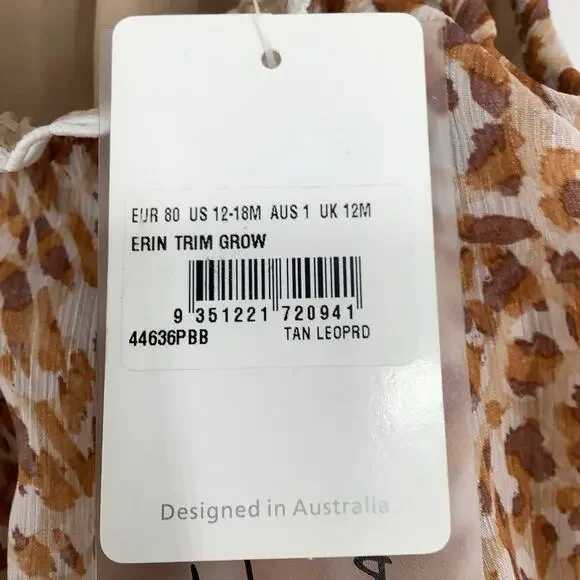 EUR 80 US 12-18M AUS 1 UK 12M
ERIN TRIM GROW
9 351221 720941
44636PBB TAN LEOPRD
Designed in Australia